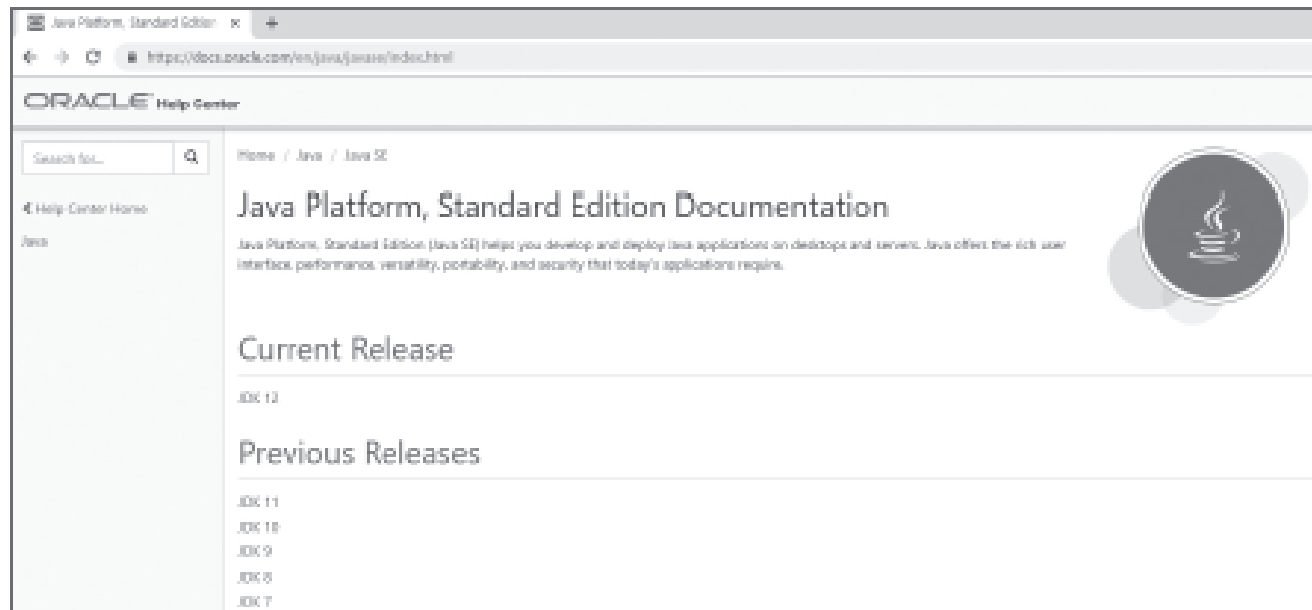 Java Platform, Standard Edition
https://docs.oracle.com/en/java/javase/index.html
ORACLE Help Center
Search for...
Home / Java / Java SE
Help Center Home
Java
Java Platform, Standard Edition Documentation
Java Platform, Standard Edition (Java SE) helps you develop and deploy Java applications on desktops and servers. Java offers the rich user
interface, performance, versatility, portability, and security that today's applications require.
Current Release
JDK 12
Previous Releases
JDK 11
JDK 10
JDK 9
JDK 8
JDK 7